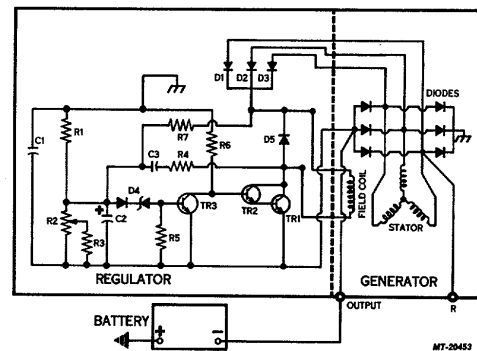 D1 D2 D3
DIODES
C1
R1
R7
R6
D5
C3 R4
FIELD COIL
D4
TR3
TR2
TR1
R2
C2
R3
R5
STATOR
REGULATOR
GENERATOR
BATTERY
+ −
OUTPUT
R
MT-20453